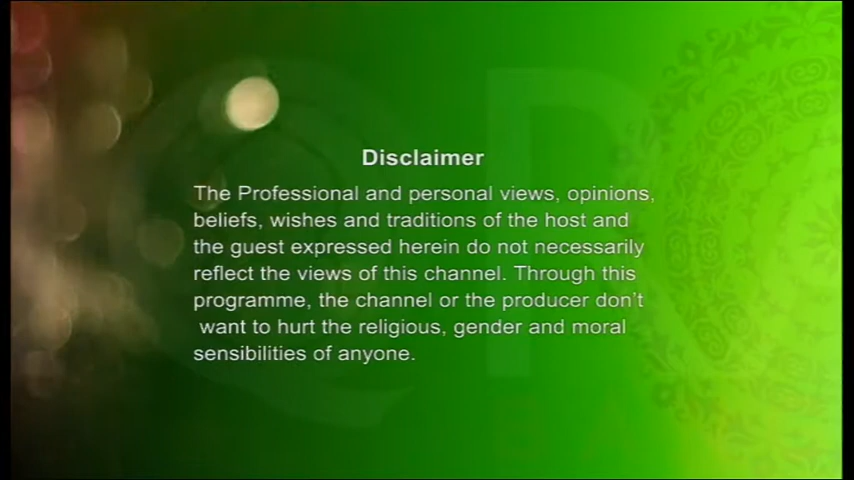 Disclaimer
The Professional and personal views, opinions,
beliefs, wishes and traditions of the host and
the guest expressed herein do not necessarily
reflect the views of this channel. Through this
programme, the channel or the producer don't
want to hurt the religious, gender and moral
sensibilities of anyone.